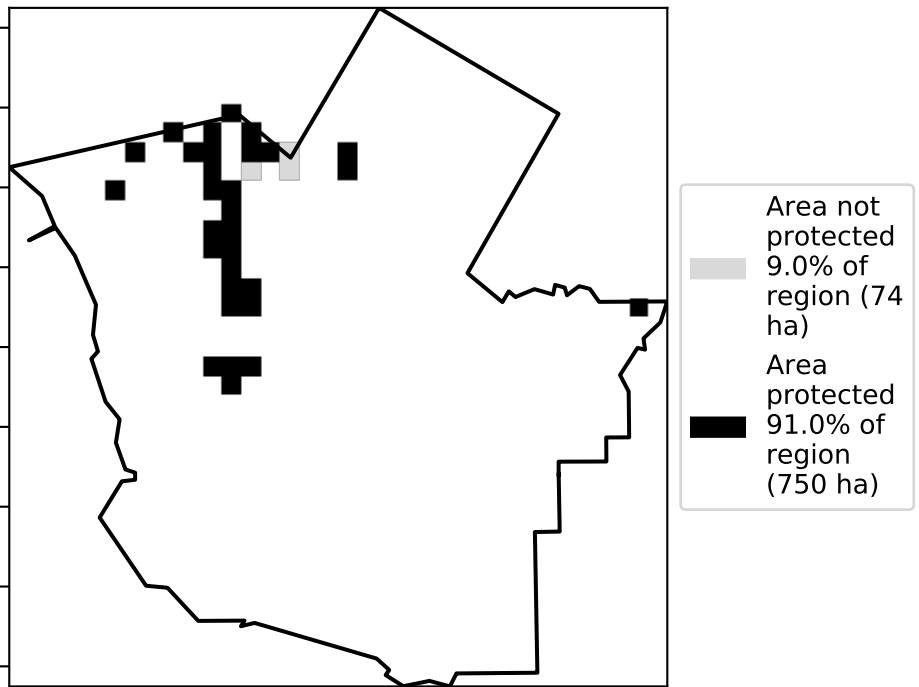 Area not
protected
9.0% of
region (74
ha)
Area
protected
91.0% of
region
(750 ha)